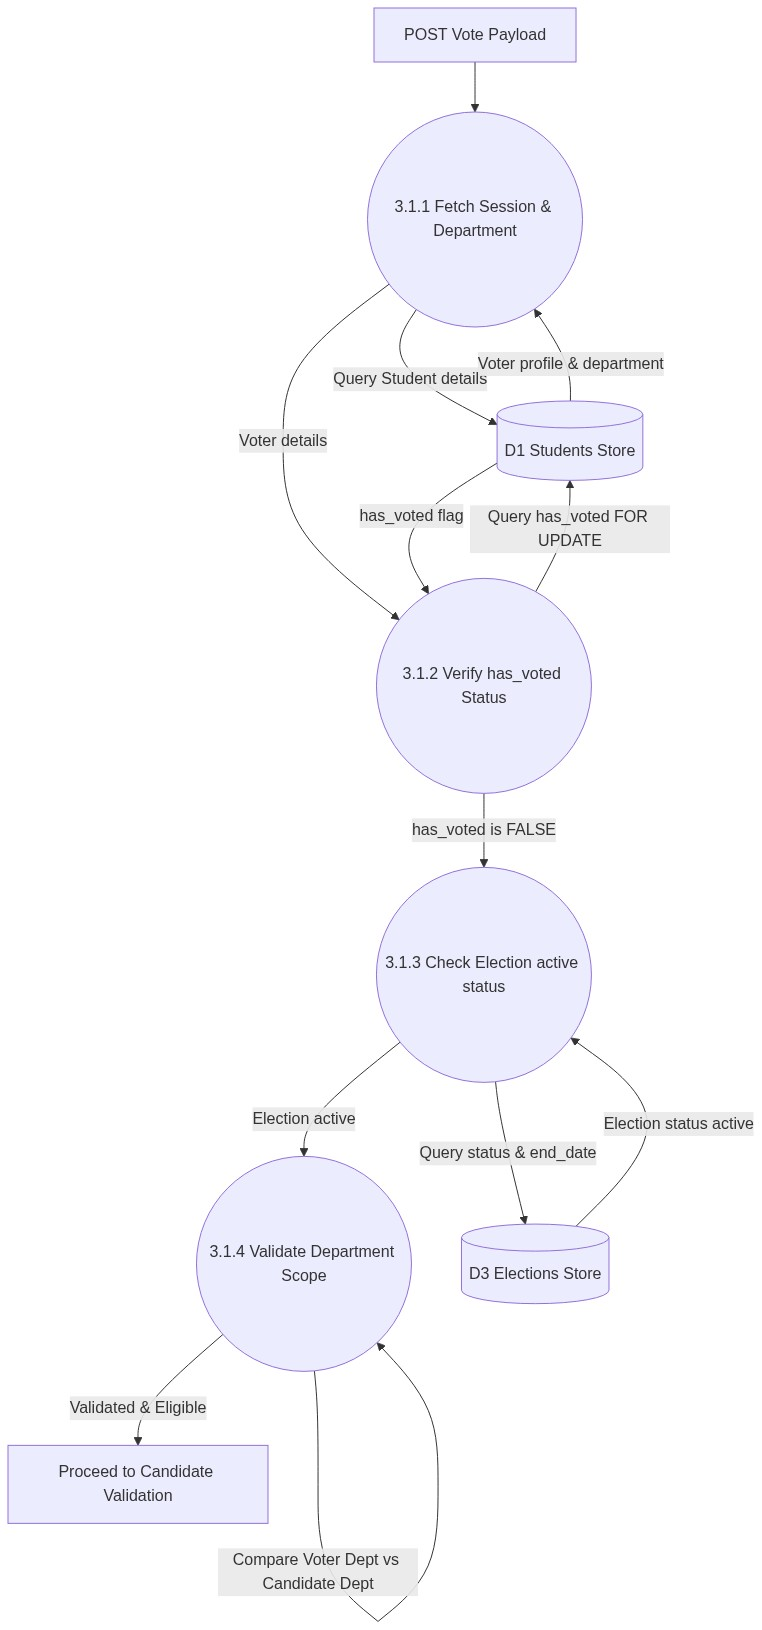 POST Vote Payload
3.1.1 Fetch Session &
Department
Voter profile & department
Query Student details
Voter details
D1 Students Store
has_voted flag
Query has_voted FOR
UPDATE
3.1.2 Verify has_voted
Status
has_voted is FALSE
3.1.3 Check Election active
status
Election active
Election status active
Query status & end_date
3.1.4 Validate Department
Scope
D3 Elections Store
Validated & Eligible
Proceed to Candidate
Validation
Compare Voter Dept vs
Candidate Dept